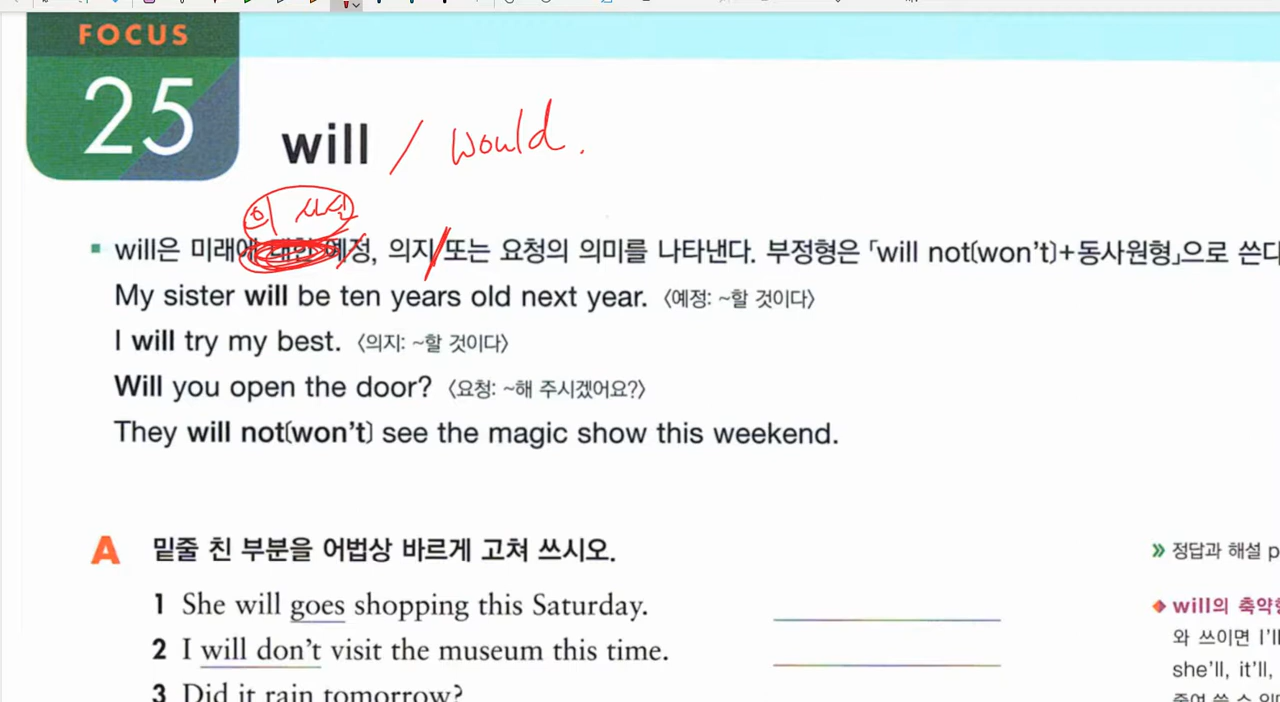 FOCUS
25
will / would.
의 사실
will은 미래에 대한 예정, 의지 또는 요청의 의미를 나타낸다. 부정형은 「will not(won't)+동사원형」으로 쓴다
My sister will be ten years old next year. 〈예정: ~할 것이다〉
I will try my best. 〈의지: ~할 것이다〉
Will you open the door? 〈요청: ~해 주시겠어요?〉
They will not(won't) see the magic show this weekend.
A 밑줄 친 부분을 어법상 바르게 고쳐 쓰시오.
» 정답과 해설 p
1 She will goes shopping this Saturday.
2 I will don't visit the museum this time.
3 Did it rain tomorrow?
will의 축약형
와 쓰이면 I'll
she'll, it'll,
줄여 쓸 수 있다